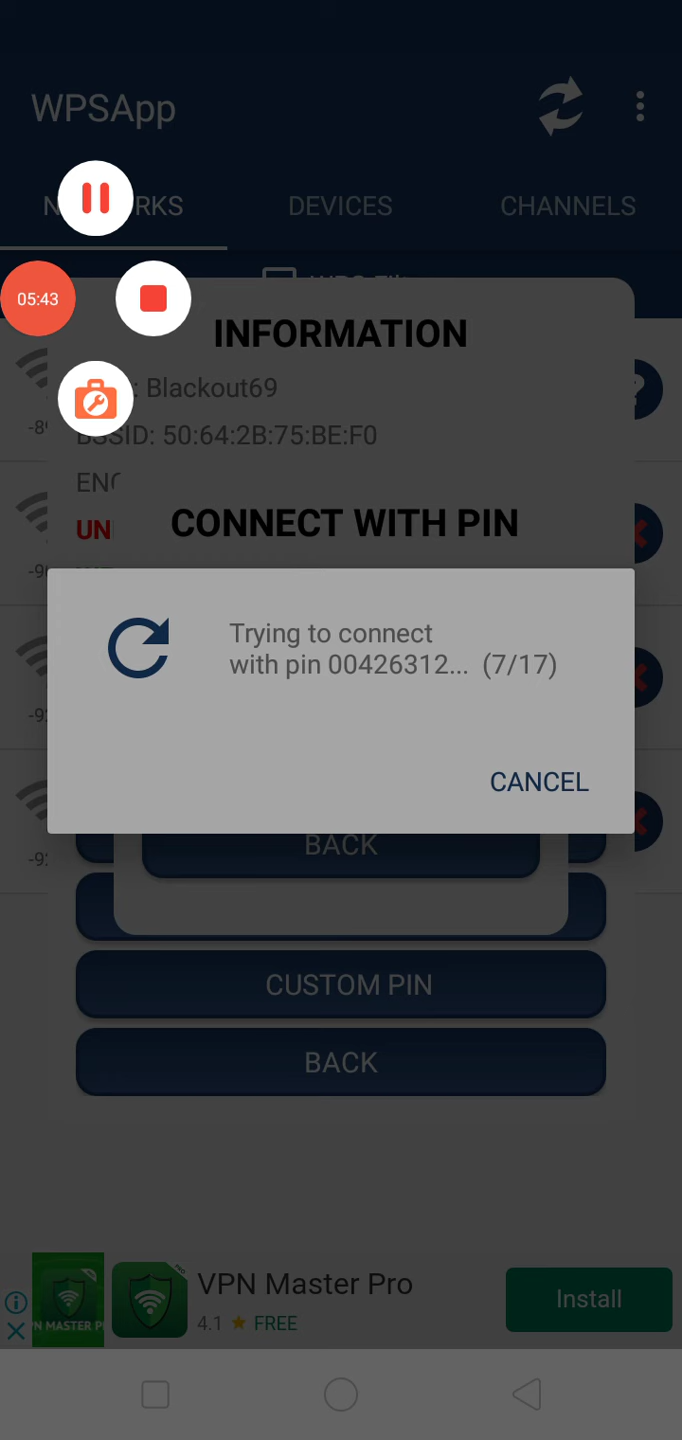 WPSApp
DEVICES
CHANNELS
05:43
INFORMATION
: Blackout69
BSSID: 50:64:2B:75:BE:F0
UN
CONNECT WITH PIN
Trying to connect
with pin 00426312... (7/17)
CANCEL
BACK
CUSTOM PIN
BACK
VPN Master Pro
4.1 FREE
Install